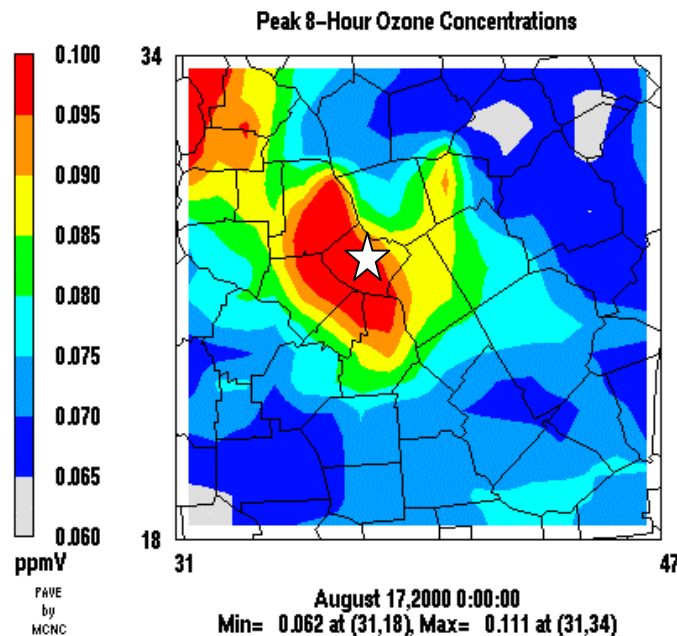 Peak 8-Hour Ozone Concentrations
0.100
0.095
0.090
0.085
0.080
0.075
0.070
0.065
0.060
ppmV
PAVE
by
MCNC
34
18
31
47
August 17,2000 0:00:00
Min= 0.062 at (31,18), Max= 0.111 at (31,34)